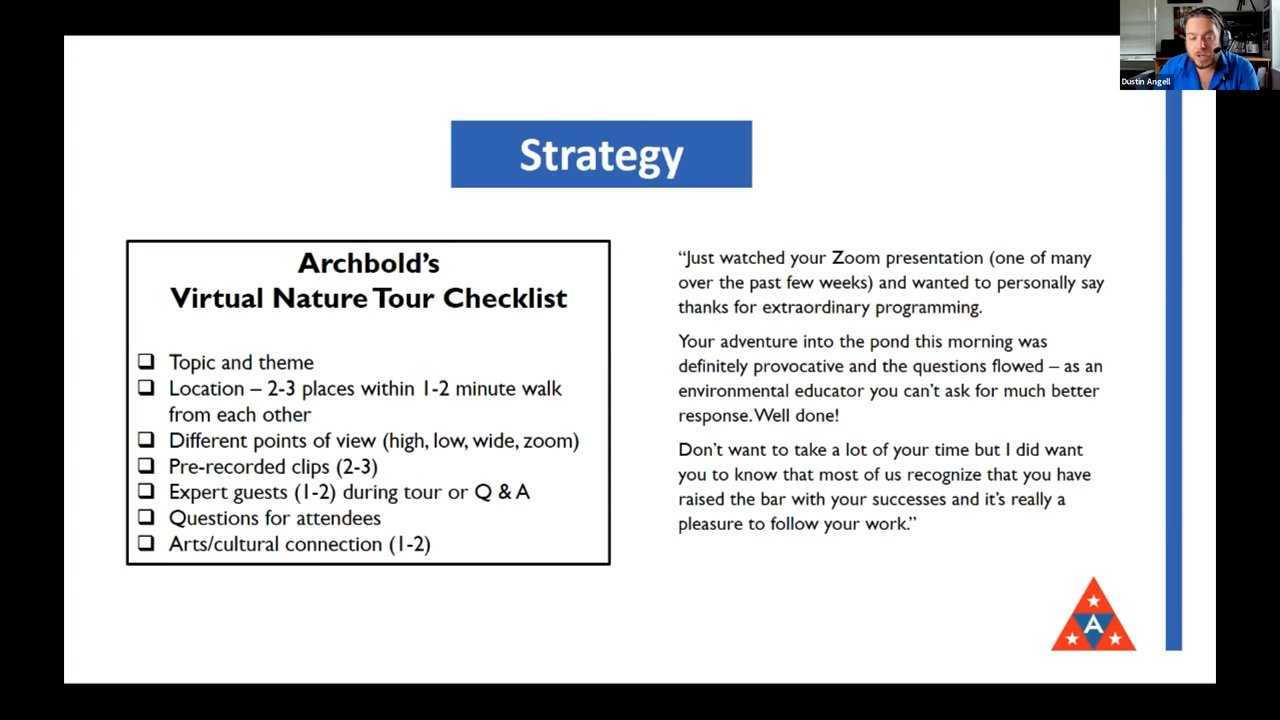 Dustin Angell
Strategy
Archbold's
Virtual Nature Tour Checklist
❑ Topic and theme
❑ Location – 2-3 places within 1-2 minute walk
from each other
❑ Different points of view (high, low, wide, zoom)
❑ Pre-recorded clips (2-3)
❑ Expert guests (1-2) during tour or Q & A
❑ Questions for attendees
❑ Arts/cultural connection (1-2)
“Just watched your Zoom presentation (one of many
over the past few weeks) and wanted to personally say
thanks for extraordinary programming.
Your adventure into the pond this morning was
definitely provocative and the questions flowed – as an
environmental educator you can’t ask for much better
response. Well done!
Don’t want to take a lot of your time but I did want
you to know that most of us recognize that you have
raised the bar with your successes and it’s really a
pleasure to follow your work.”
A